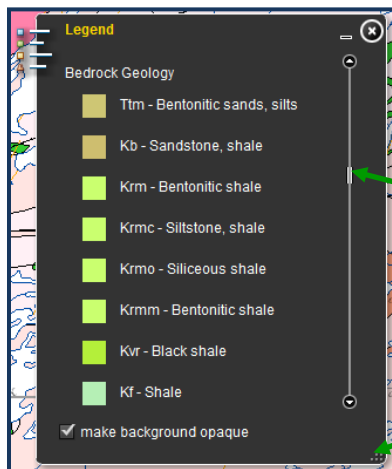 Legend
Bedrock Geology
Ttm - Bentonitic sands, silts
Kb - Sandstone, shale
Krm - Bentonitic shale
Krmc - Siltstone, shale
Krmo - Siliceous shale
Krmm - Bentonitic shale
Kvr - Black shale
Kf - Shale
make background opaque